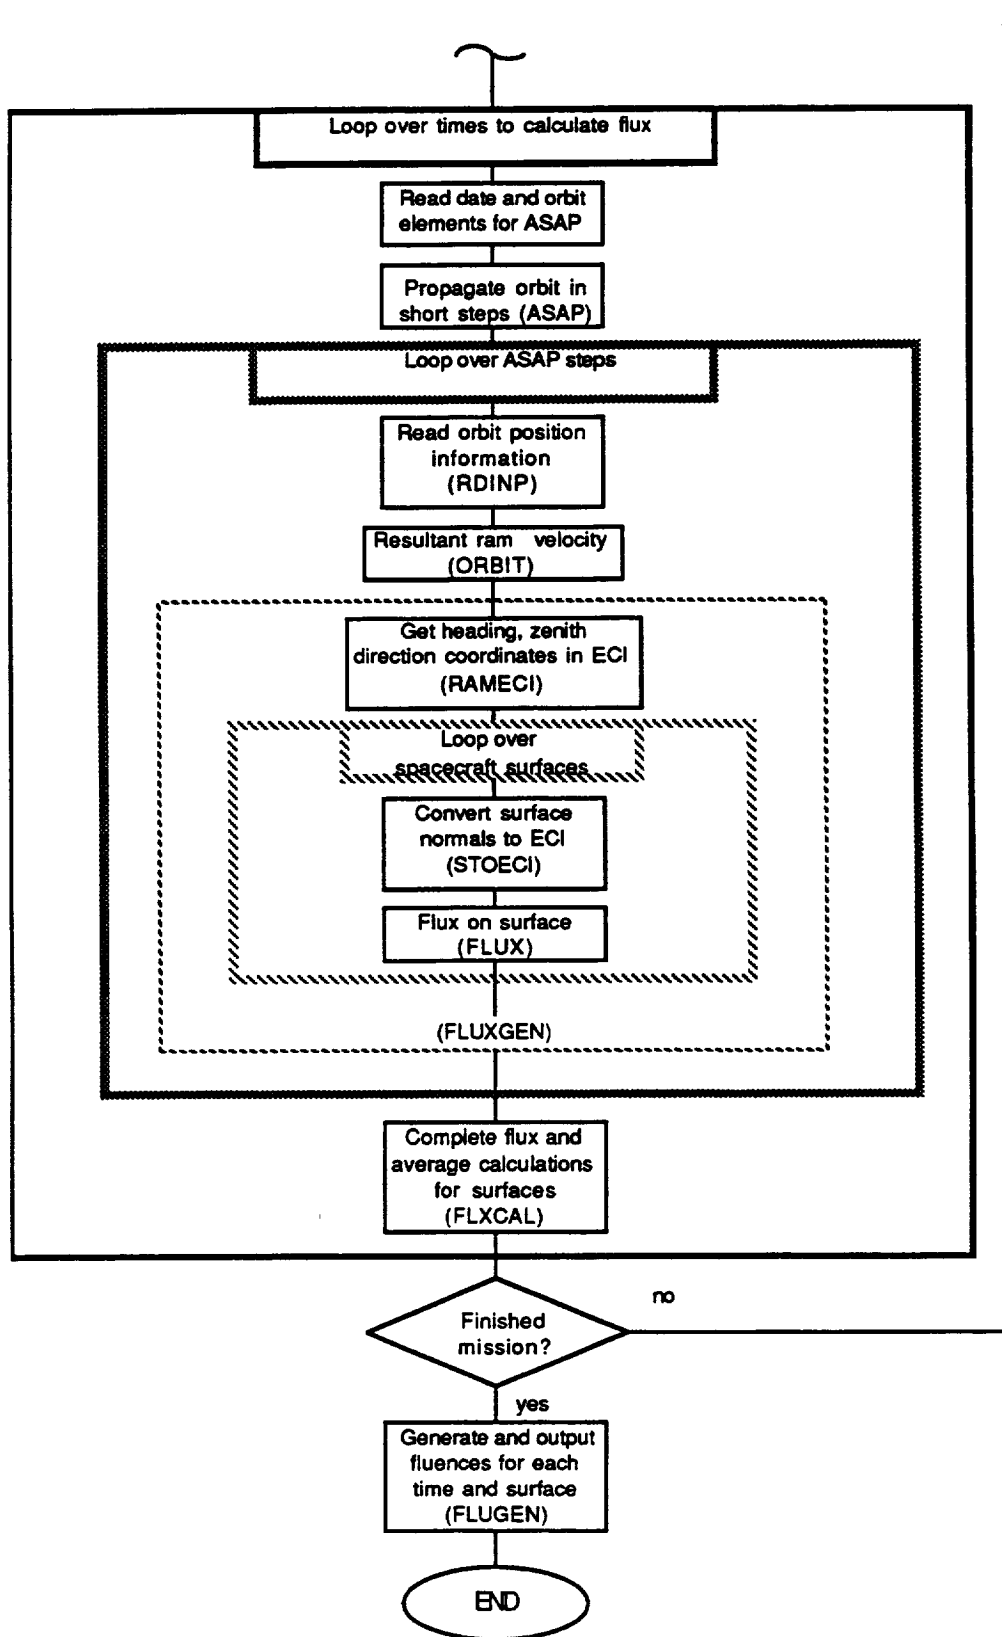 Loop over times to calculate flux
Read date and orbit
elements for ASAP
Propagate orbit in
short steps (ASAP)
Loop over ASAP steps
Read orbit position
information
(RDINP)
Resultant ram velocity
(ORBIT)
Get heading, zenith
direction coordinates in ECI
(RAMECI)
Loop over
spacecraft surfaces
Convert surface
normals to ECI
(STOECI)
Flux on surface
(FLUX)
(FLUXGEN)
Complete flux and
average calculations
for surfaces
(FLXCAL)
no
Finished
mission?
yes
Generate and output
fluences for each
time and surface
(FLUGEN)
END